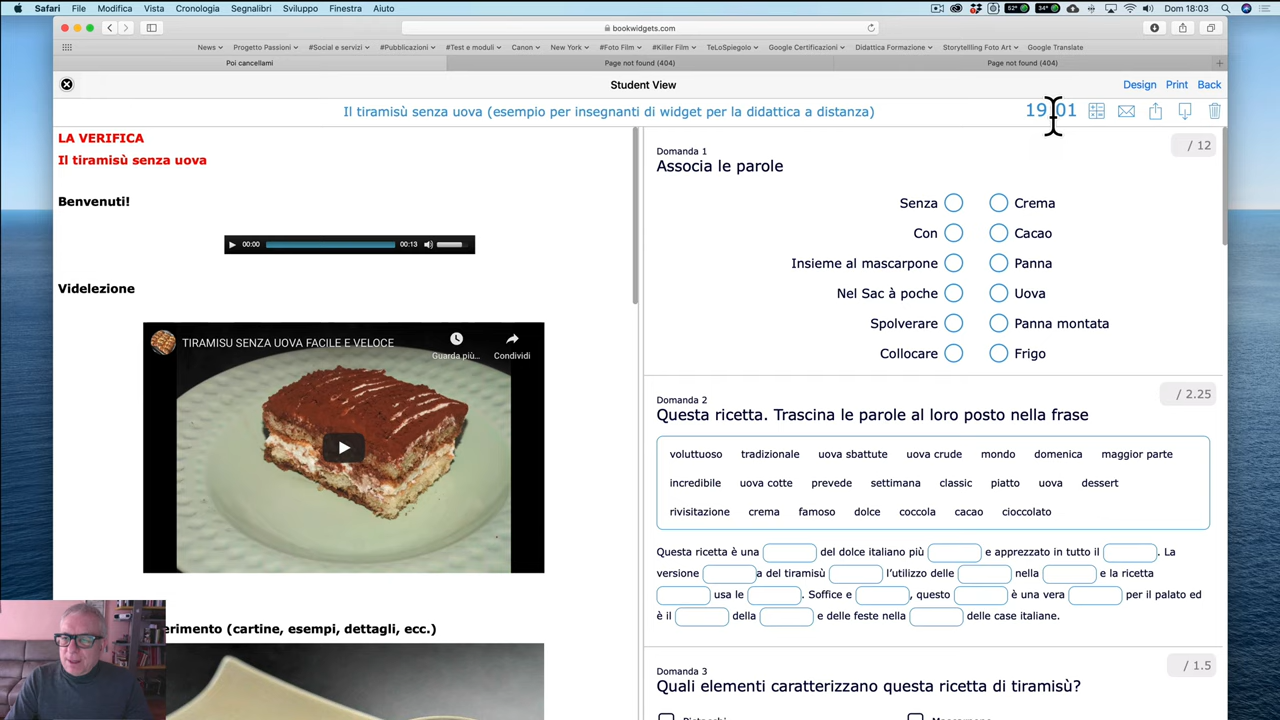 Safari File Modifica Vista Cronologia Segnalibri Sviluppo Finestra Aiuto 52° 34° Dom 18:03
bookwidgets.com
News Progetto Passioni #Social e servizi #Pubblicazioni #Test e moduli Canon New York #Foto Film #Killer Film TeLoSpiegolo Google Certificazioni Didattica Formazione Storytelling Foto Art Google Translate
Poi cancellami Page not found (404) Page not found (404)
Student View Design Print Back
Il tiramisù senza uova (esempio per insegnanti di widget per la didattica a distanza) 19:01
LA VERIFICA
Il tiramisù senza uova
Benvenuti!
00:00 00:13
Videlezione
TIRAMISU SENZA UOVA FACILE E VELOCE
Guarda più... Condividi
erimento (cartine, esempi, dettagli, ecc.)
Domanda 1 / 12
Associa le parole
Senza Crema
Con Cacao
Insieme al mascarpone Panna
Nel Sac à poche Uova
Spolverare Panna montata
Collocare Frigo
Domanda 2 / 2.25
Questa ricetta. Trascina le parole al loro posto nella frase
voluttuoso tradizionale uova sbattute uova crude mondo domenica maggior parte
incredibile uova cotte prevede settimana classic piatto uova dessert
rivisitazione crema famoso dolce coccola cacao cioccolato
Questa ricetta è una del dolce italiano più e apprezzato in tutto il . La
versione a del tiramisù l'utilizzo delle nella e la ricetta
usa le . Soffice e , questo è una vera per il palato ed
è il della e delle feste nella delle case italiane.
Domanda 3 / 1.5
Quali elementi caratterizzano questa ricetta di tiramisù?